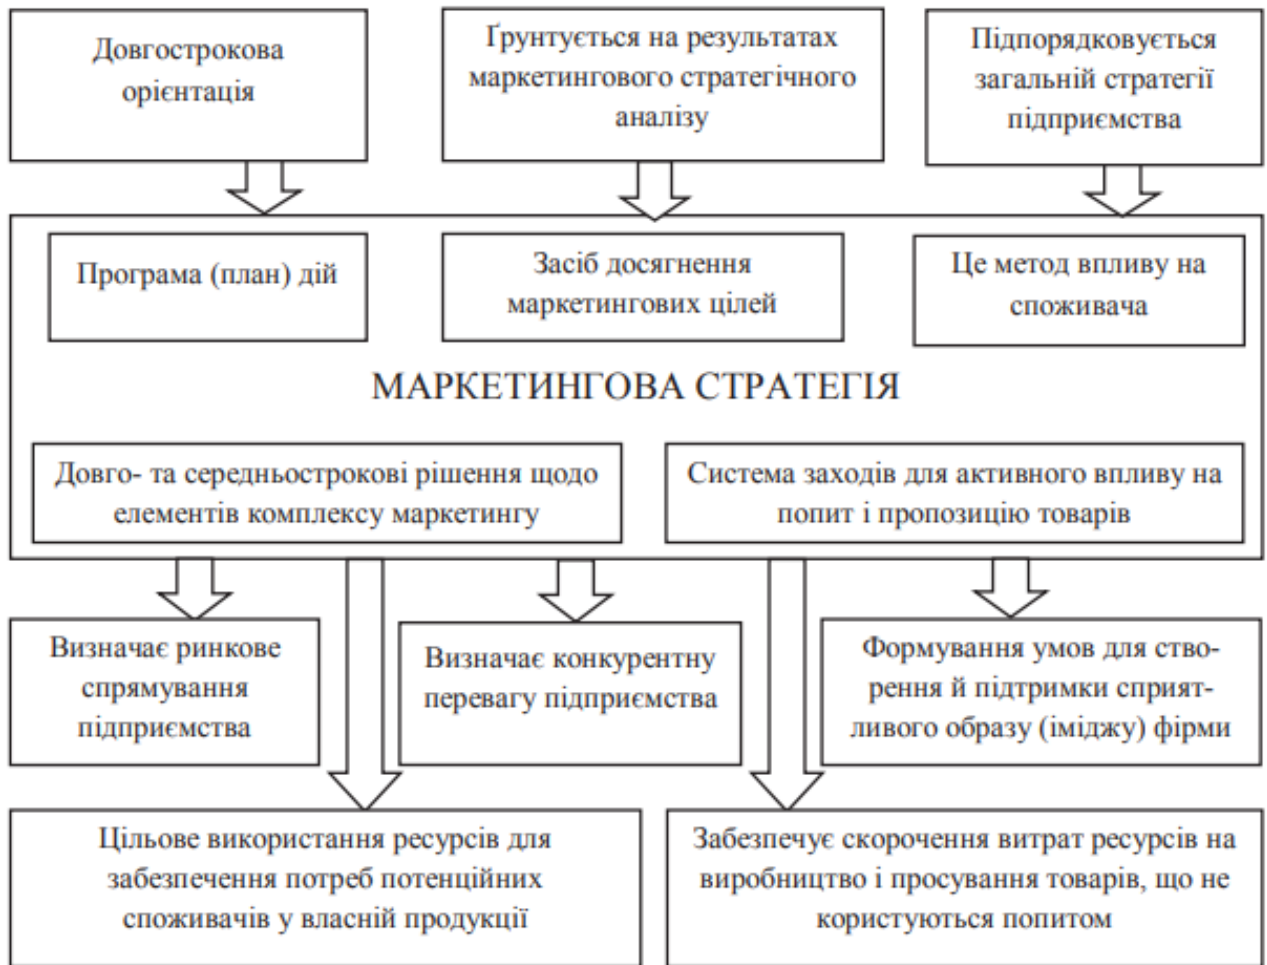 Довгострокова
орієнтація
Ґрунтується на результатах
маркетингового стратегічного
аналізу
Підпорядковується
загальній стратегії
підприємства
Програма (план) дій
Засіб досягнення
маркетингових цілей
Це метод впливу на
споживача
МАРКЕТИНГОВА СТРАТЕГІЯ
Довго- та середньострокові рішення щодо
елементів комплексу маркетингу
Система заходів для активного впливу на
попит і пропозицію товарів
Визначає ринкове
спрямування
підприємства
Визначає конкурентну
перевагу підприємства
Формування умов для ство-
рення й підтримки сприят-
ливого образу (іміджу) фірми
Цільове використання ресурсів для
забезпечення потреб потенційних
споживачів у власній продукції
Забезпечує скорочення витрат ресурсів на
виробництво і просування товарів, що не
користуються попитом